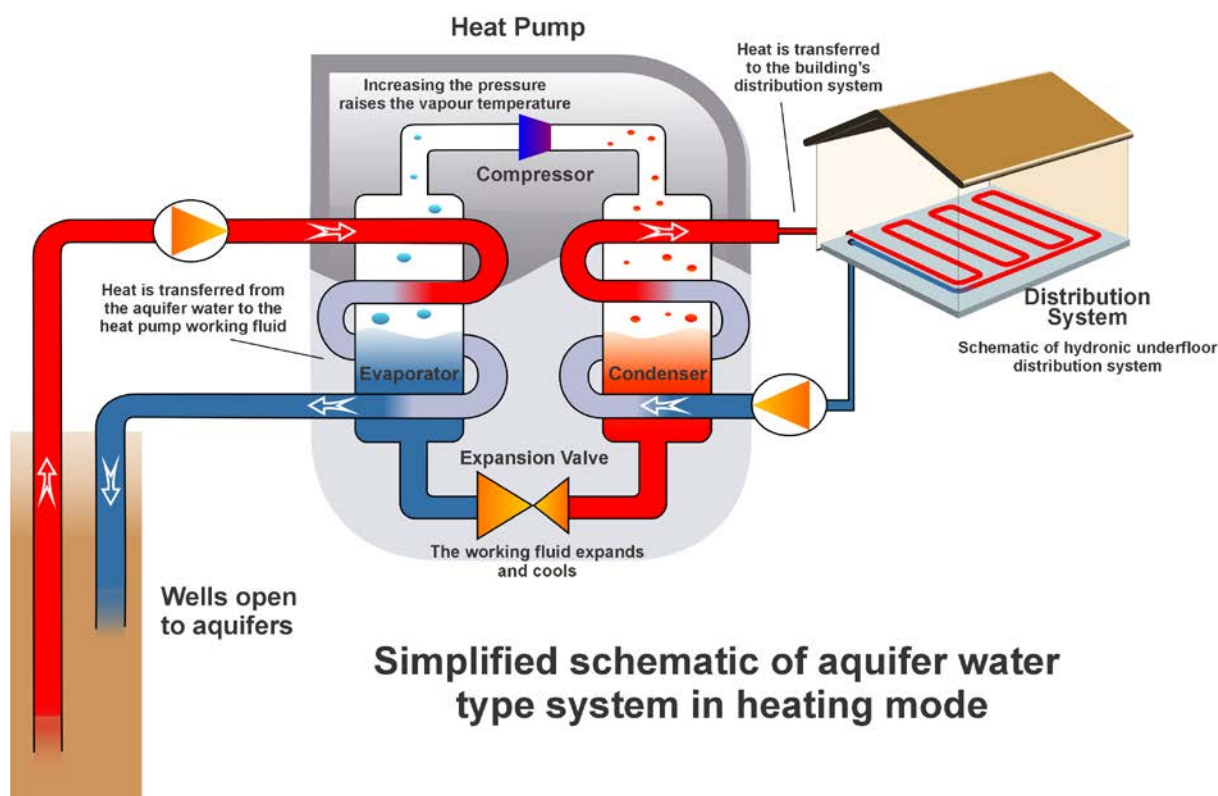 Heat Pump
Increasing the pressure
raises the vapour temperature
Compressor
Heat is transferred
to the building's
distribution system
Heat is transferred from
the aquifer water to the
heat pump working fluid
Evaporator
Condenser
Distribution
System
Schematic of hydronic underfloor
distribution system
Expansion Valve
The working fluid expands
and cools
Wells open
to aquifers
Simplified schematic of aquifer water
type system in heating mode